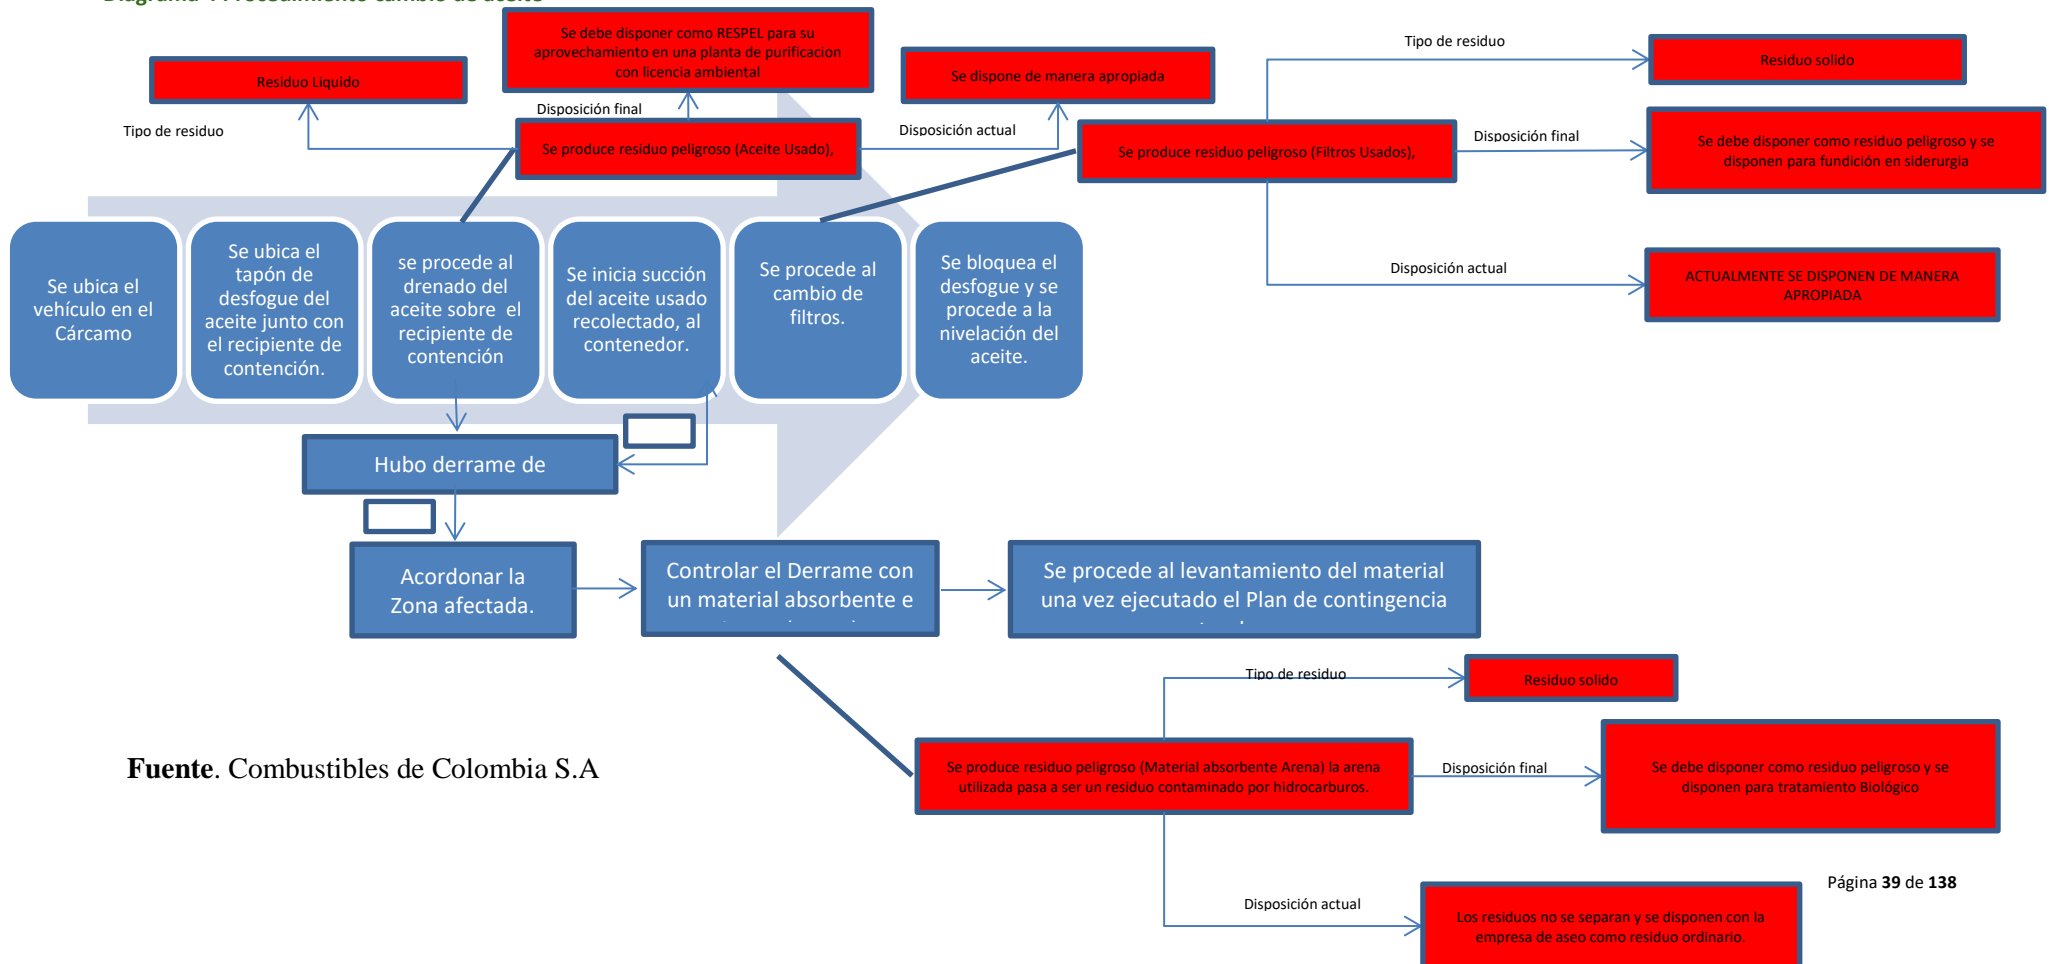 Diagrama 4 Procedimiento cambio de aceite
Se debe disponer como RESPEL para su
aprovechamiento en una planta de purificacion
con licencia ambiental
Residuo Liquido
Se dispone de manera apropiada
Tipo de residuo
Disposición final
Disposición actual
Se produce residuo peligroso (Aceite Usado),
Tipo de residuo
Residuo solido
Se produce residuo peligroso (Filtros Usados),
Disposición final
Se debe disponer como residuo peligroso y se
disponen para fundición en siderurgia
Disposición actual
ACTUALMENTE SE DISPONEN DE MANERA
APROPIADA
Se ubica el
vehículo en el
Cárcamo
Se ubica el
tapón de
desfogue del
aceite junto con
el recipiente de
contención.
se procede al
drenado del
aceite sobre el
recipiente de
contención
Se inicia succión
del aceite usado
recolectado, al
contenedor.
Se procede al
cambio de
filtros.
Se bloquea el
desfogue y se
procede a la
nivelación del
aceite.
Hubo derrame de
Acordonar la
Zona afectada.
Controlar el Derrame con
un material absorbente e
Se procede al levantamiento del material
una vez ejecutado el Plan de contingencia
Tipo de residuo
Residuo solido
Se produce residuo peligroso (Material absorbente Arena) la arena
utilizada pasa a ser un residuo contaminado por hidrocarburos.
Disposición final
Se debe disponer como residuo peligroso y se
disponen para tratamiento Biológico
Disposición actual
Los residuos no se separan y se disponen con la
empresa de aseo como residuo ordinario.
Fuente. Combustibles de Colombia S.A
Página 39 de 138